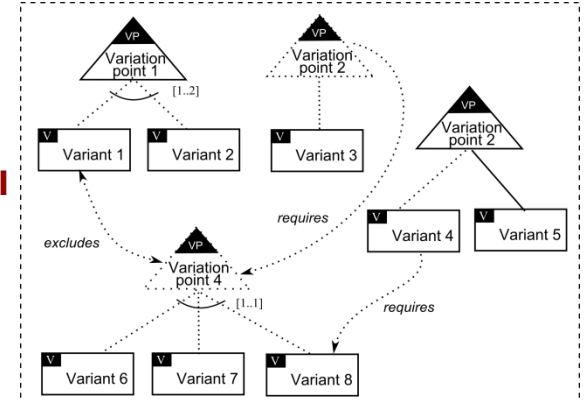 VP
Variation
point 1
[1..2]
V
Variant 1
V
Variant 2
VP
Variation
point 2
V
Variant 3
VP
Variation
point 2
V
Variant 4
V
Variant 5
excludes
requires
requires
VP
Variation
point 4
[1..1]
V
Variant 6
V
Variant 7
V
Variant 8